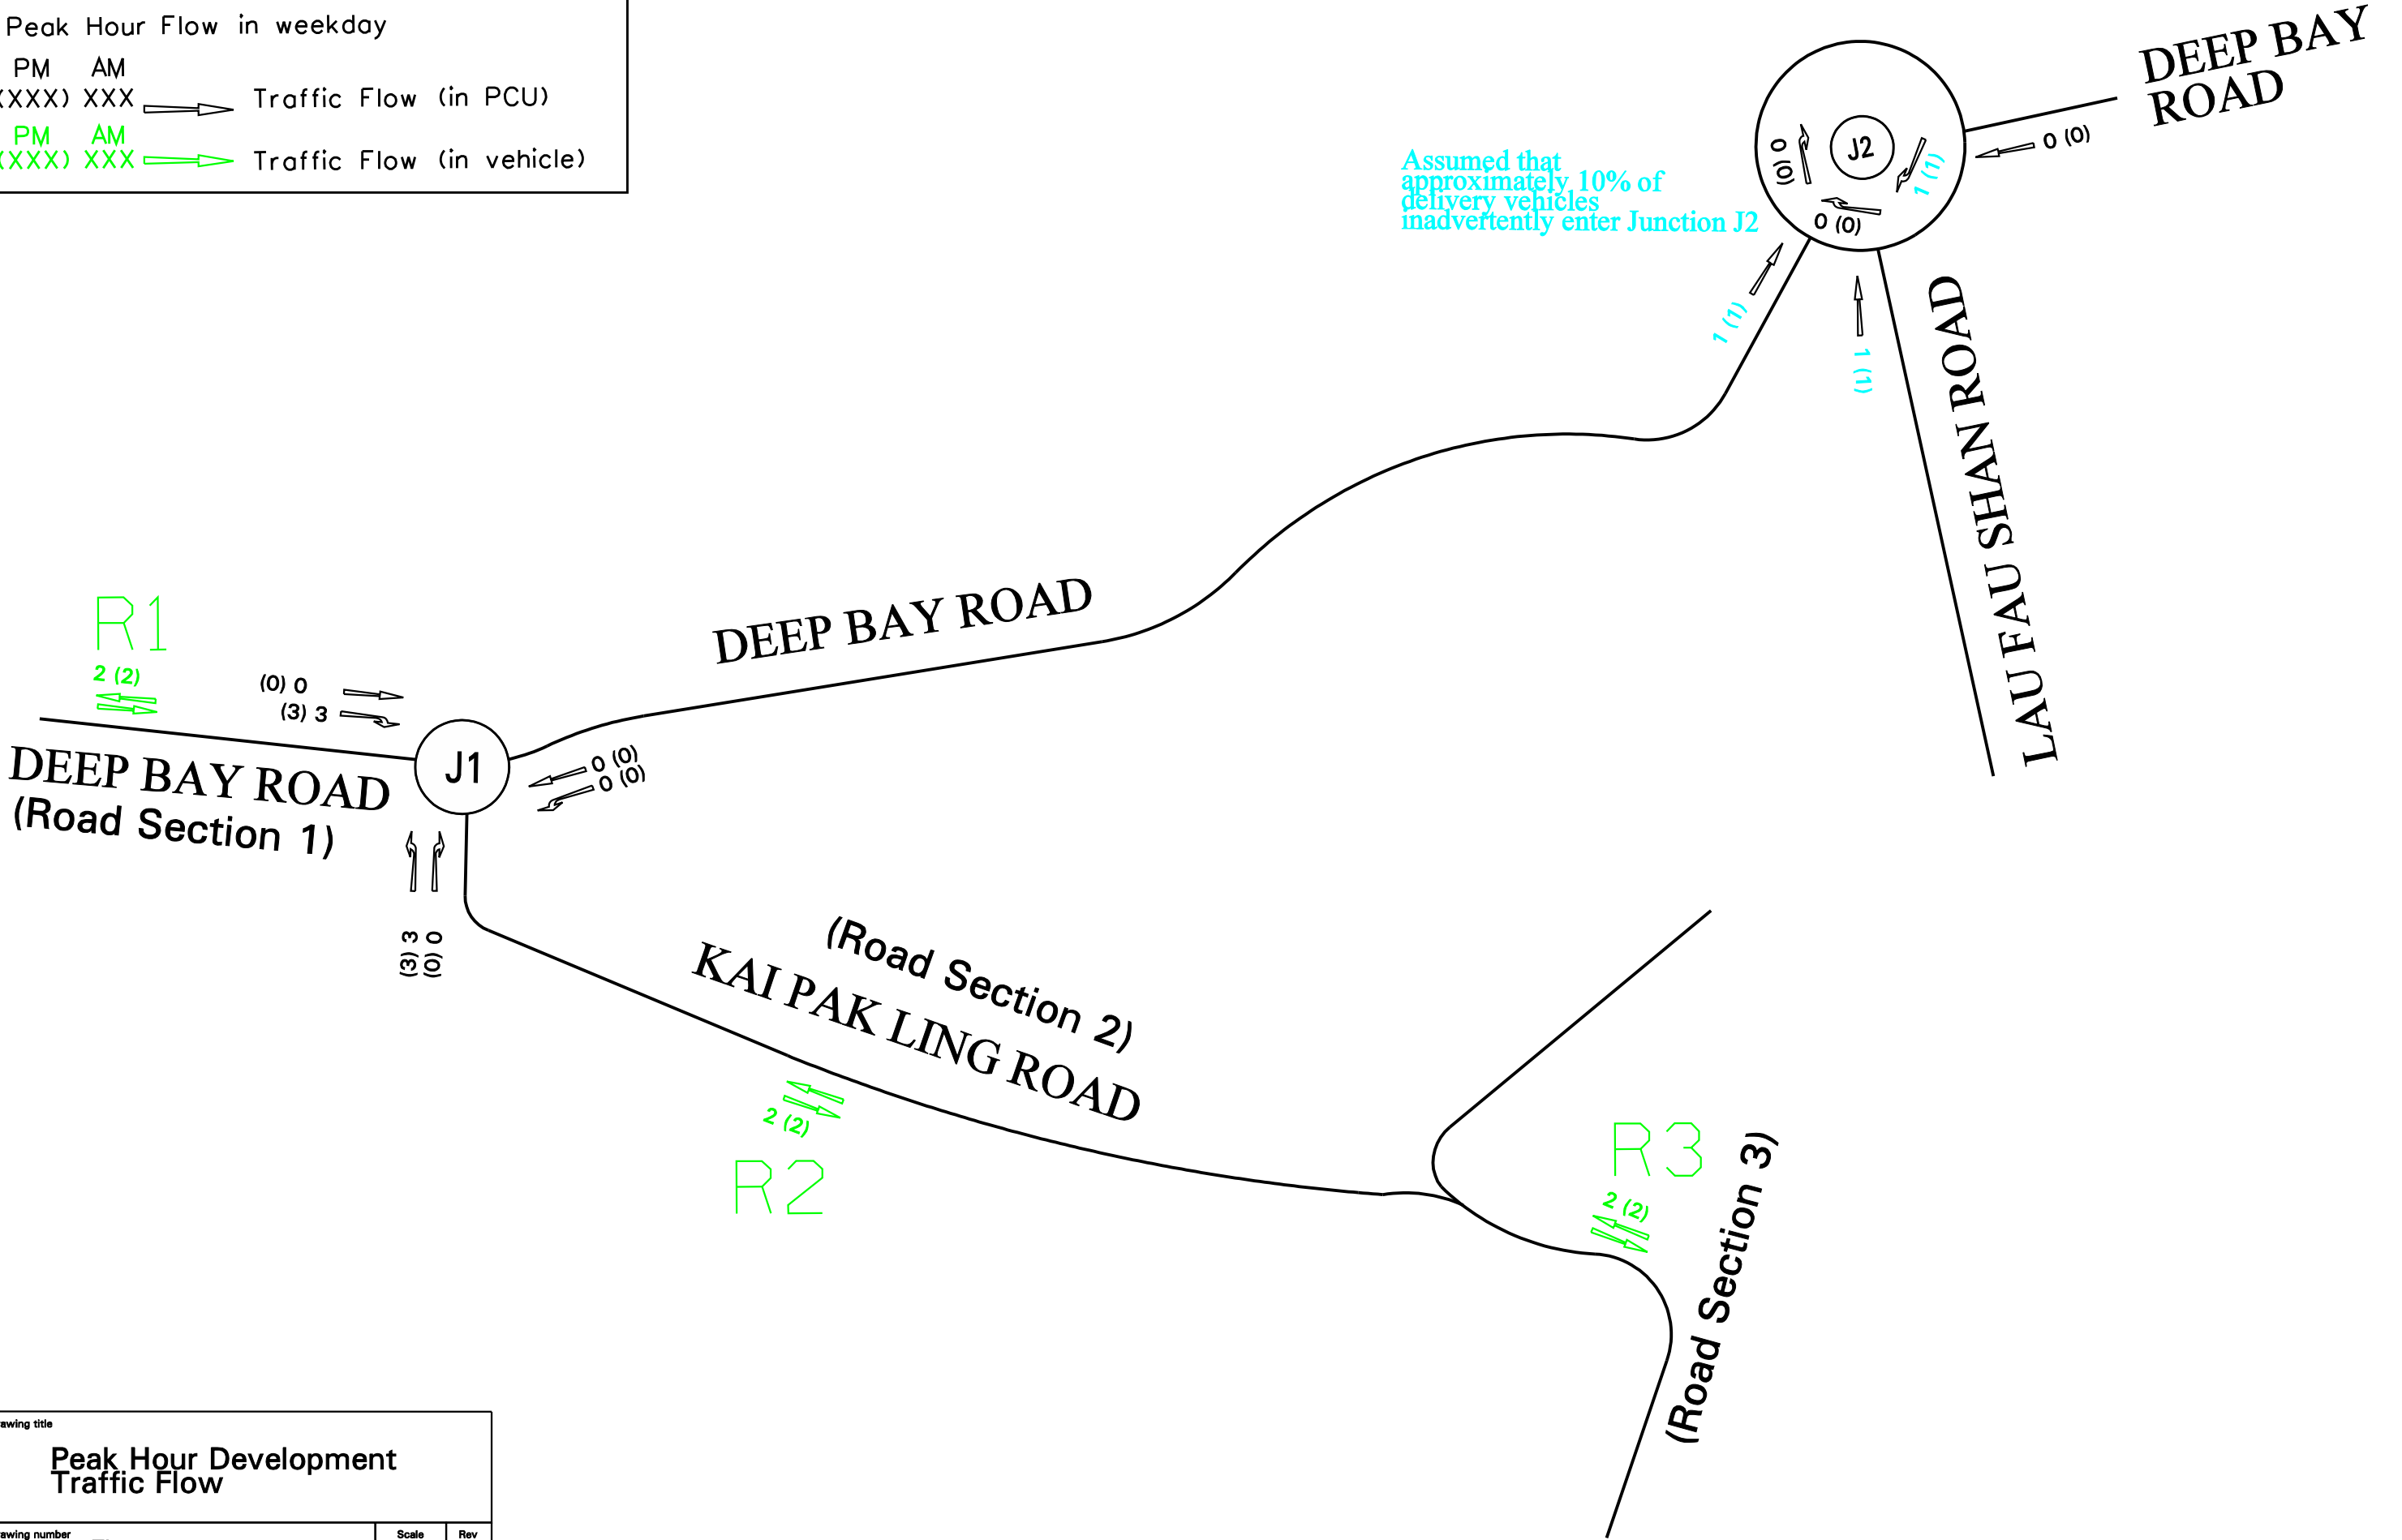 Peak Hour Flow in weekday
PM AM
(XXX) XXX Traffic Flow (in PCU)
PM AM
(XXX) XXX Traffic Flow (in vehicle)
DEEP BAY
ROAD
J2
0 (0)
0 (0)
1 (1)
0 (0)
Assumed that
approximately 10% of
delivery vehicles
inadvertently enter Junction J2
1 (1)
1 (1)
LAU FAU SHAN ROAD
DEEP BAY ROAD
R1
2 (2)
(0) 0
(3) 3
J1
DEEP BAY ROAD
(Road Section 1)
0 (0)
0 (0)
(3) 3
(0) 0
(Road Section 2)
KAI PAK LING ROAD
2 (2)
R2
R3
2 (2)
(Road Section 3)
awing title
Peak Hour Development
Traffic Flow
awing number
Scale
Rev